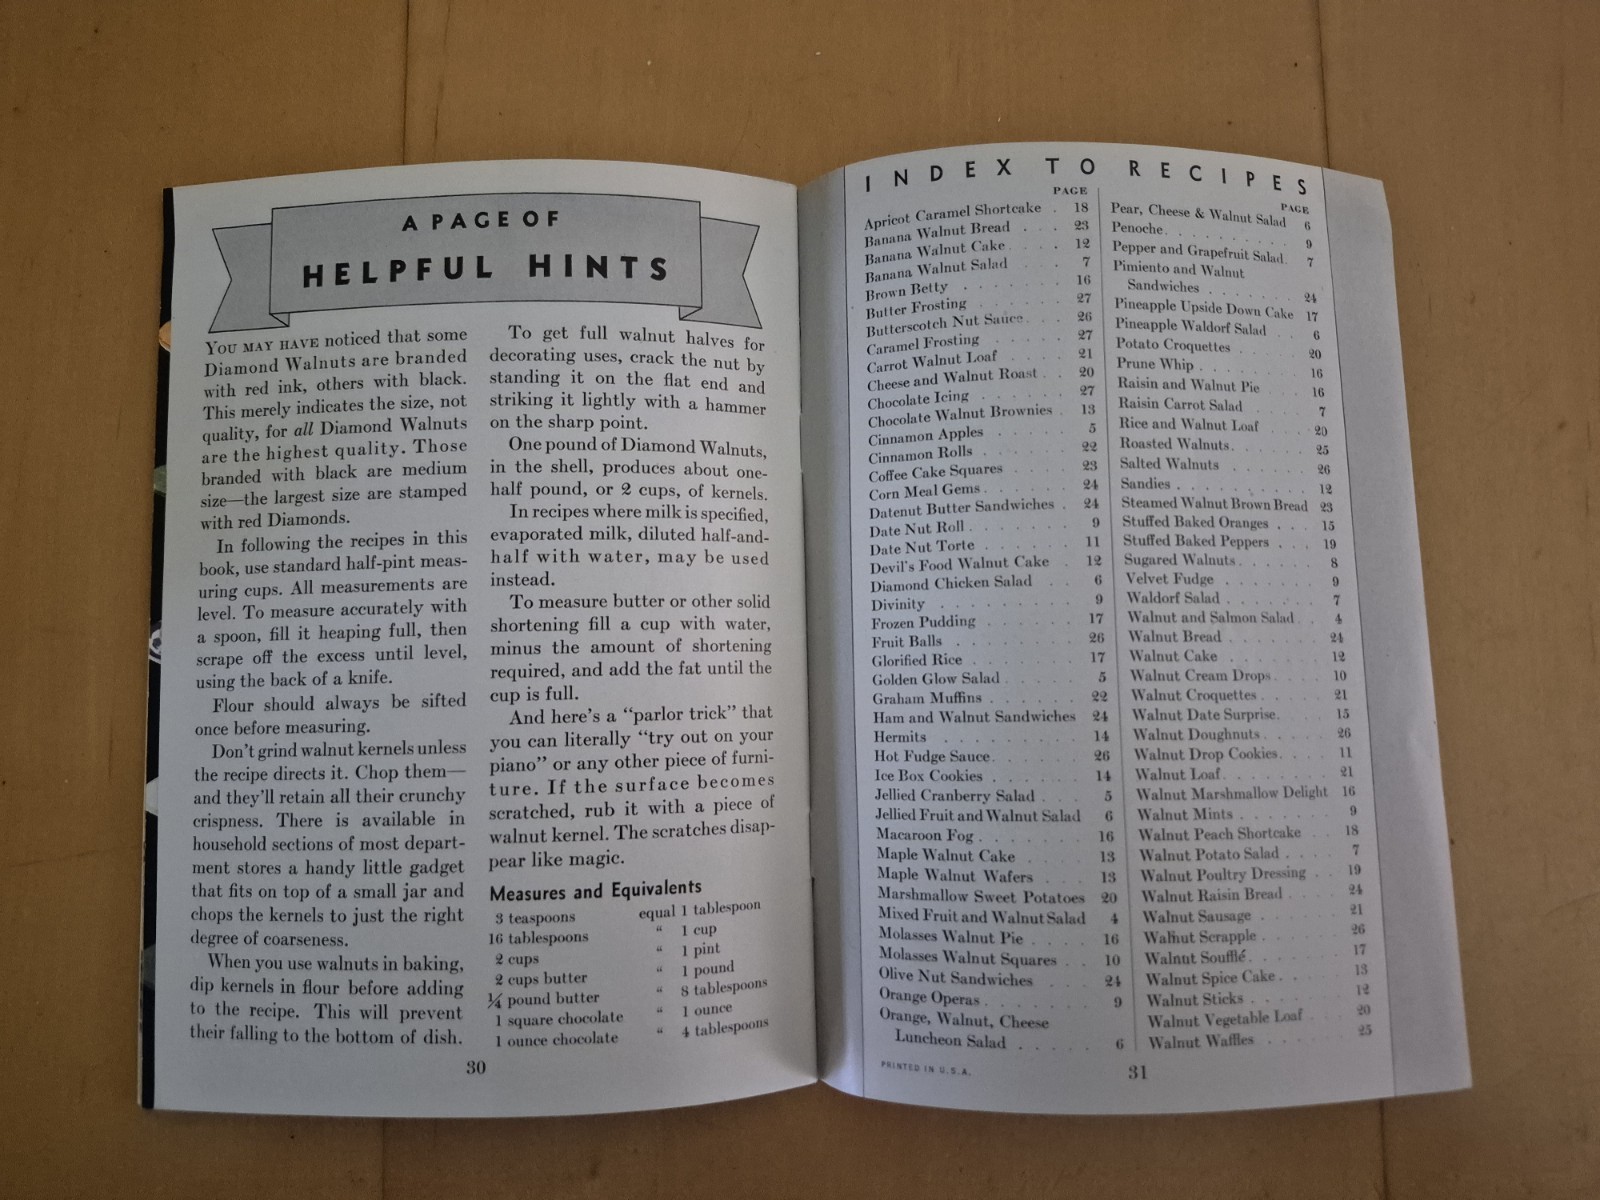 A PAGE OF
HELPFUL HINTS
YOU MAY HAVE noticed that some
Diamond Walnuts are branded
with red ink, others with black.
This merely indicates the size, not
quality, for all Diamond Walnuts
are the highest quality. Those
branded with black are medium
size—the largest size are stamped
with red Diamonds.
In following the recipes in this
book, use standard half-pint meas-
uring cups. All measurements are
level. To measure accurately with
a spoon, fill it heaping full, then
scrape off the excess until level,
using the back of a knife.
Flour should always be sifted
once before measuring.
Don't grind walnut kernels unless
the recipe directs it. Chop them—
and they'll retain all their crunchy
crispness. There is available in
household sections of most depart-
ment stores a handy little gadget
that fits on top of a small jar and
chops the kernels to just the right
degree of coarseness.
When you use walnuts in baking,
dip kernels in flour before adding
to the recipe. This will prevent
their falling to the bottom of dish.
To get full walnut halves for
decorating uses, crack the nut by
standing it on the flat end and
striking it lightly with a hammer
on the sharp point.
One pound of Diamond Walnuts,
in the shell, produces about one-
half pound, or 2 cups, of kernels.
In recipes where milk is specified,
evaporated milk, diluted half-and-
half with water, may be used
instead.
To measure butter or other solid
shortening fill a cup with water,
minus the amount of shortening
required, and add the fat until the
cup is full.
And here's a "parlor trick" that
you can literally "try out on your
piano" or any other piece of furni-
ture. If the surface becomes
scratched, rub it with a piece of
walnut kernel. The scratches disap-
pear like magic.
Measures and Equivalents
3 teaspoons equal 1 tablespoon
16 tablespoons " 1 cup
2 cups " 1 pint
2 cups butter " 1 pound
¼ pound butter " 8 tablespoons
1 square chocolate " 1 ounce
1 ounce chocolate " 4 tablespoons
30
INDEX TO RECIPES
PAGE
Apricot Caramel Shortcake . 18
Banana Walnut Bread . . . 23
Banana Walnut Cake . . . . 12
Banana Walnut Salad . . . 7
Brown Betty . . . . . . 16
Butter Frosting . . . . . . 27
Butterscotch Nut Sauce. . . 26
Caramel Frosting . . . . . 27
Carrot Walnut Loaf . . . . 21
Cheese and Walnut Roast . . 20
Chocolate Icing . . . . . . 27
Chocolate Walnut Brownies . 13
Cinnamon Apples . . . . . 5
Cinnamon Rolls . . . . . 22
Coffee Cake Squares . . . . 23
Corn Meal Gems . . . . . . 24
Datenut Butter Sandwiches . 24
Date Nut Roll . . . . . . . 9
Date Nut Torte . . . . . . 11
Devil's Food Walnut Cake . 12
Diamond Chicken Salad . . 6
Divinity . . . . . . . . 9
Frozen Pudding . . . . . . 17
Fruit Balls . . . . . . . 26
Glorified Rice . . . . . . 17
Golden Glow Salad . . . . . 5
Graham Muffins . . . . . . 22
Ham and Walnut Sandwiches 24
Hermits . . . . . . . . 14
Hot Fudge Sauce. . . . . . 26
Ice Box Cookies . . . . . . 14
Jellied Cranberry Salad . . . 5
Jellied Fruit and Walnut Salad 6
Macaroon Fog . . . . . . . 16
Maple Walnut Cake . . . . 13
Maple Walnut Wafers . . . 13
Marshmallow Sweet Potatoes 20
Mixed Fruit and Walnut Salad 4
Molasses Walnut Pie . . . . 16
Molasses Walnut Squares . . 10
Olive Nut Sandwiches . . . 24
Orange Operas . . . . . . . 9
Orange, Walnut, Cheese
Luncheon Salad . . . . . 6
PRINTED IN U.S.A.
PAGE
Pear, Cheese & Walnut Salad 6
Penoche. . . . . . . . . 9
Pepper and Grapefruit Salad. 7
Pimiento and Walnut
Sandwiches . . . . . . . 24
Pineapple Upside Down Cake 17
Pineapple Waldorf Salad . . 6
Potato Croquettes . . . . . 20
Prune Whip . . . . . . . . 16
Raisin and Walnut Pie . . . 16
Raisin Carrot Salad . . . . 7
Rice and Walnut Loaf . . . 20
Roasted Walnuts. . . . . . 25
Salted Walnuts . . . . . . 26
Sandies . . . . . . . . . 12
Steamed Walnut Brown Bread 23
Stuffed Baked Oranges . . . 15
Stuffed Baked Peppers . . . 19
Sugared Walnuts. . . . . . 8
Velvet Fudge . . . . . . . 9
Waldorf Salad . . . . . . . 7
Walnut and Salmon Salad. . 4
Walnut Bread . . . . . . . 24
Walnut Cake . . . . . . . 12
Walnut Cream Drops. . . . 10
Walnut Croquettes . . . . . 21
Walnut Date Surprise. . . . 15
Walnut Doughnuts. . . . . 26
Walnut Drop Cookies. . . . 11
Walnut Loaf. . . . . . . . 21
Walnut Marshmallow Delight 16
Walnut Mints . . . . . . . 9
Walnut Peach Shortcake . . 18
Walnut Potato Salad . . . . 7
Walnut Poultry Dressing . . 19
Walnut Raisin Bread . . . . 24
Walnut Sausage . . . . . . 21
Walnut Scrapple . . . . . . 26
Walnut Soufflé. . . . . . . 17
Walnut Spice Cake. . . . . 13
Walnut Sticks . . . . . . . 12
Walnut Vegetable Loaf . . . 20
Walnut Waffles . . . . . . 25
31